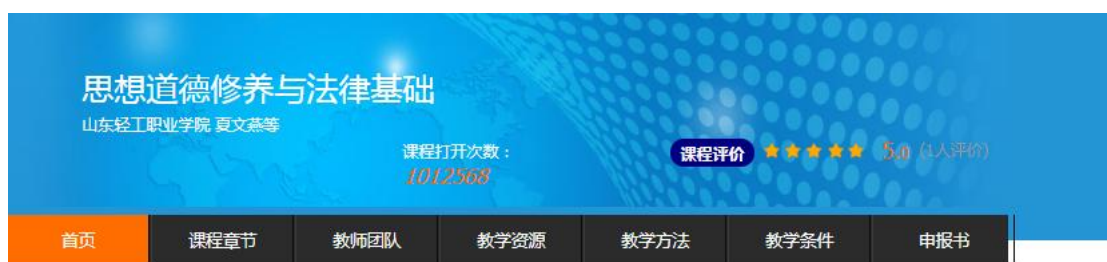 思想道德修养与法律基础
山东轻工职业学院 夏文燕等
课程打开次数：
1012568
课程评价 5.0 (1人评价)
首页 课程章节 教师团队 教学资源 教学方法 教学条件 申报书